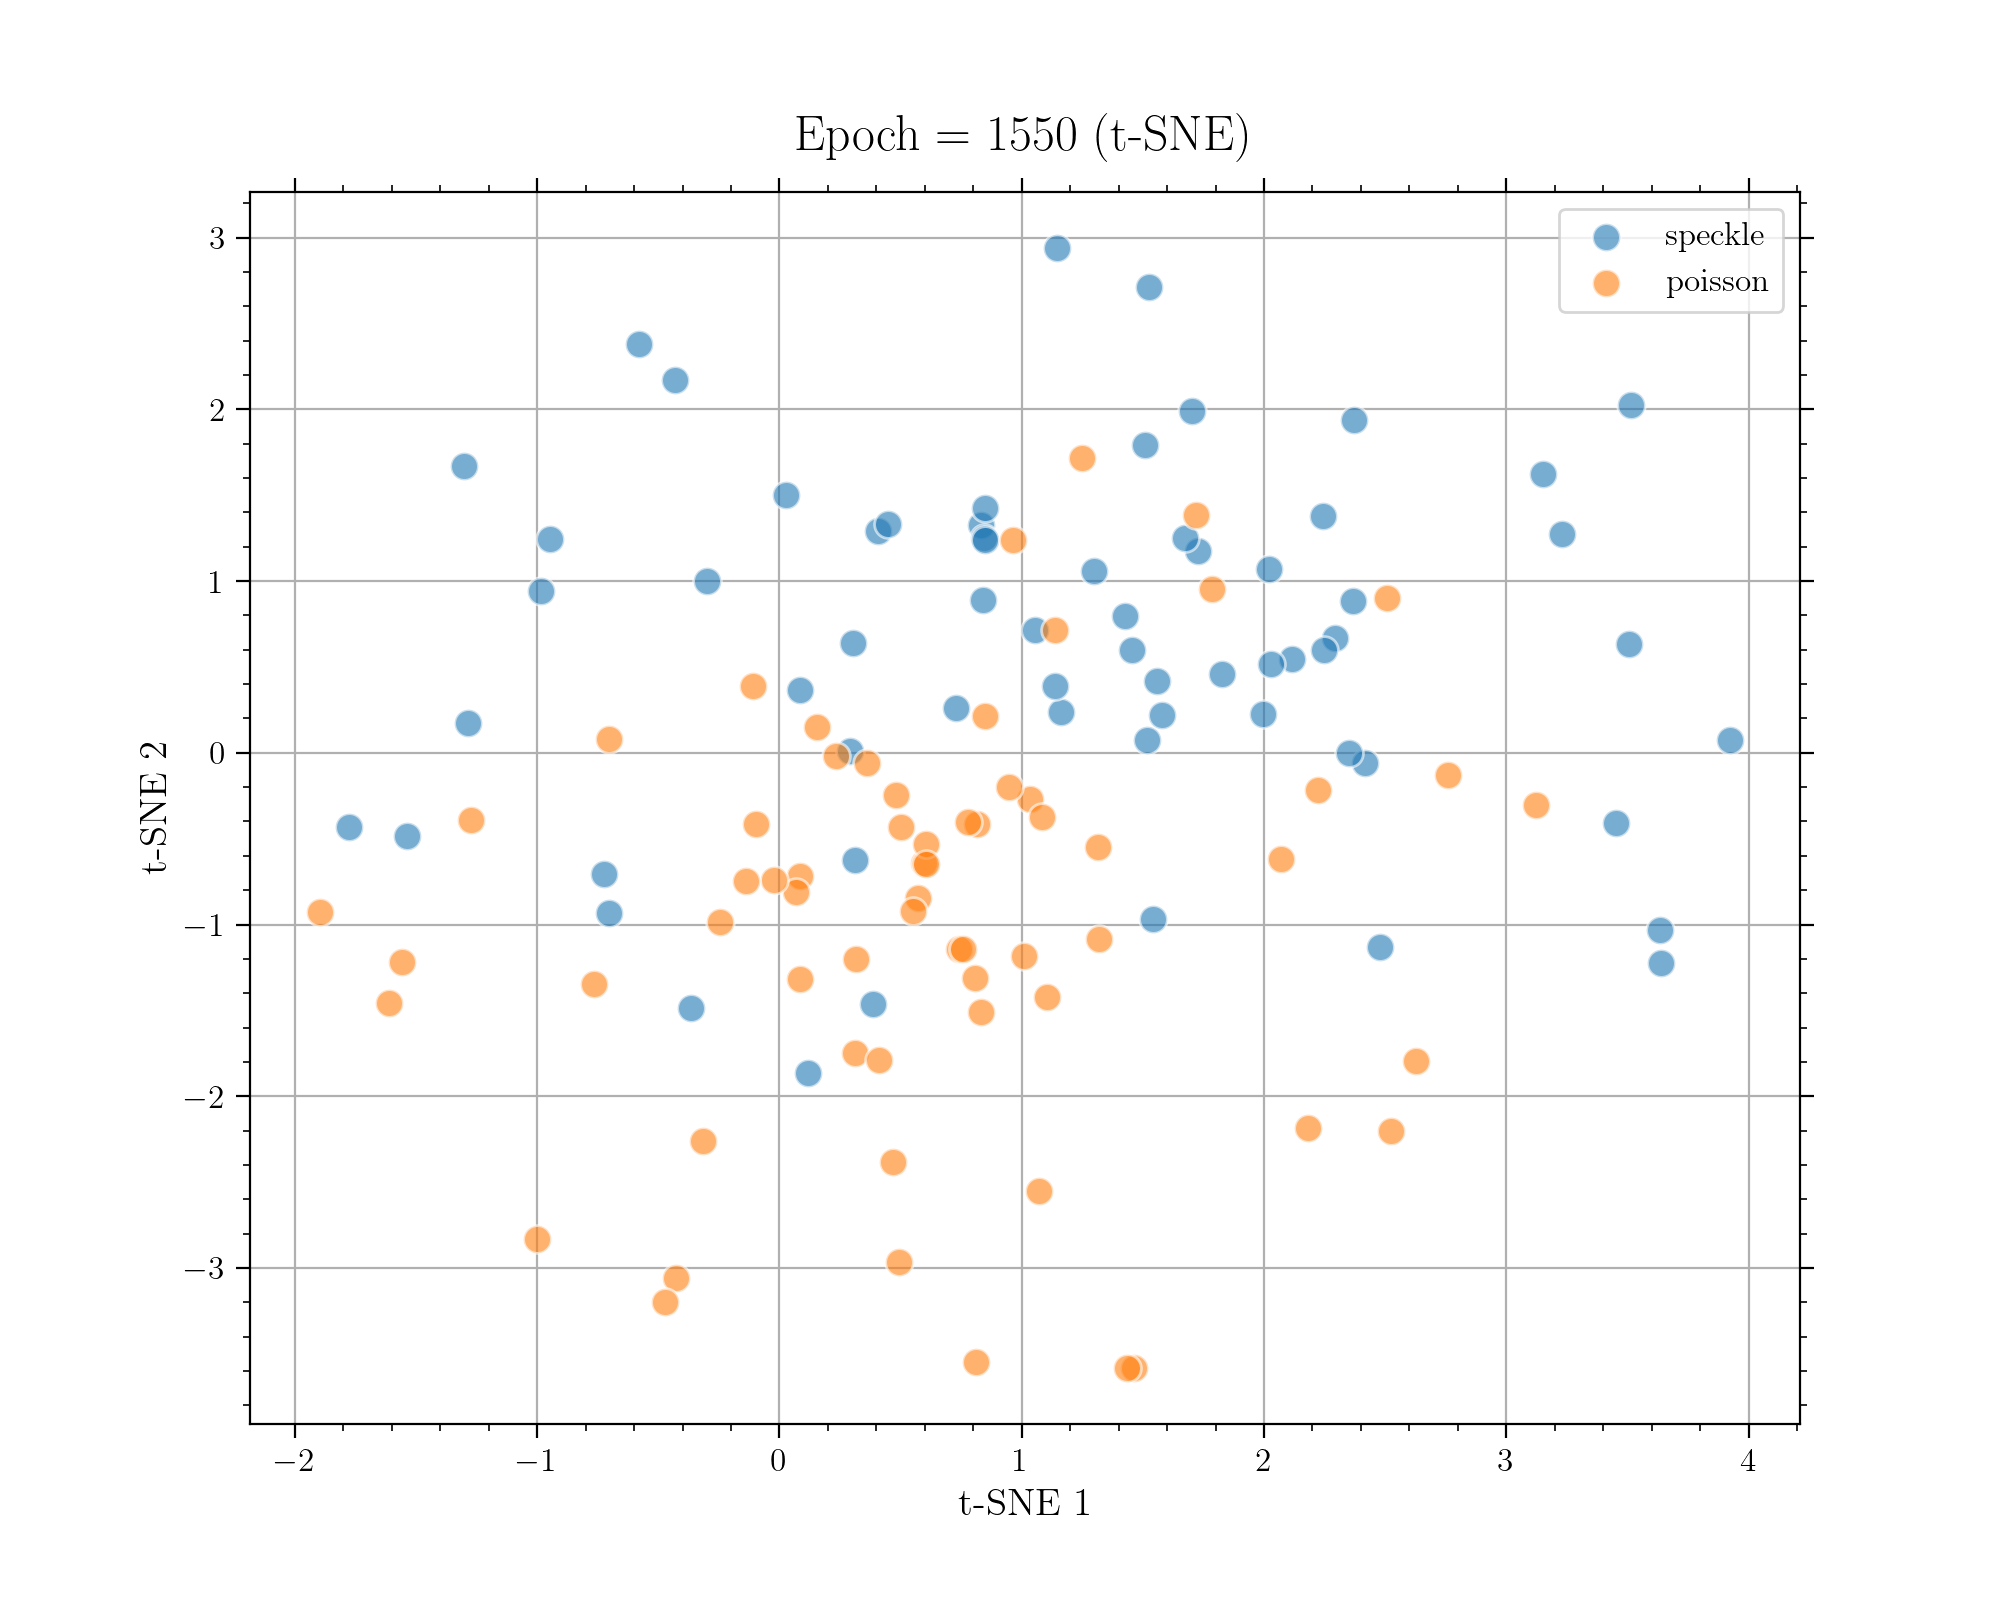 Epoch = 1550 (t-SNE)
speckle
poisson
3
2
1
0
−1
−2
−3
t-SNE 2
−2 −1 0 1 2 3 4
t-SNE 1